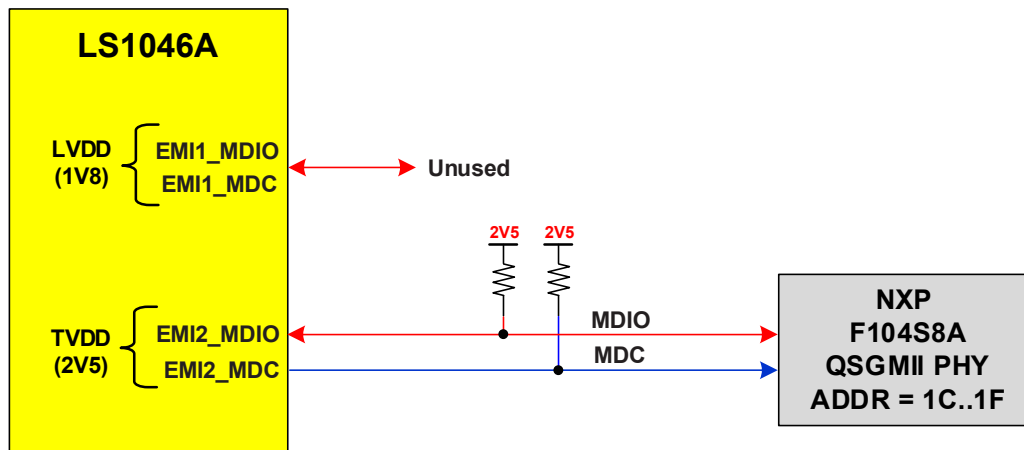 LS1046A
LVDD
(1V8)
EMI1_MDIO
EMI1_MDC
Unused
2V5
2V5
TVDD
(2V5)
EMI2_MDIO
EMI2_MDC
MDIO
MDC
NXP
F104S8A
QSGMII PHY
ADDR = 1C..1F